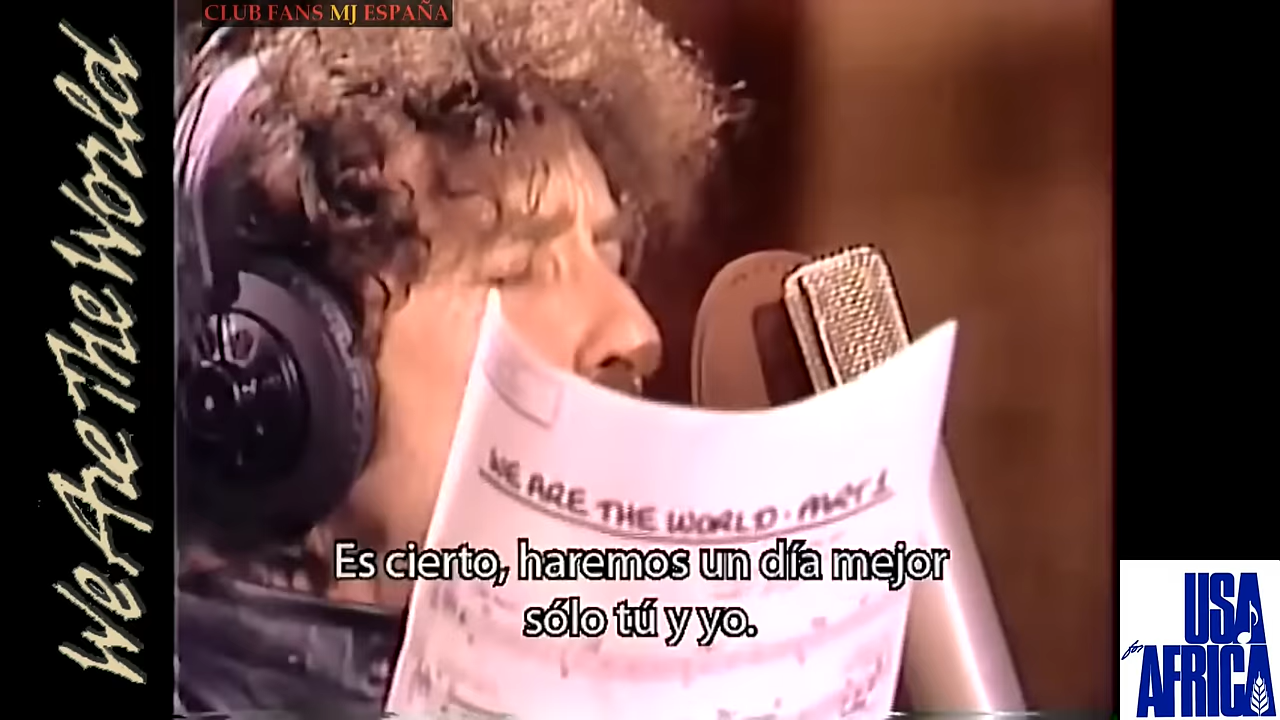 CLUB FANS MJ ESPAÑA
We Are The World
WE ARE THE WORLD - PART 1
Es cierto, haremos un día mejor
sólo tú y yo.
USA
for
AFRICA